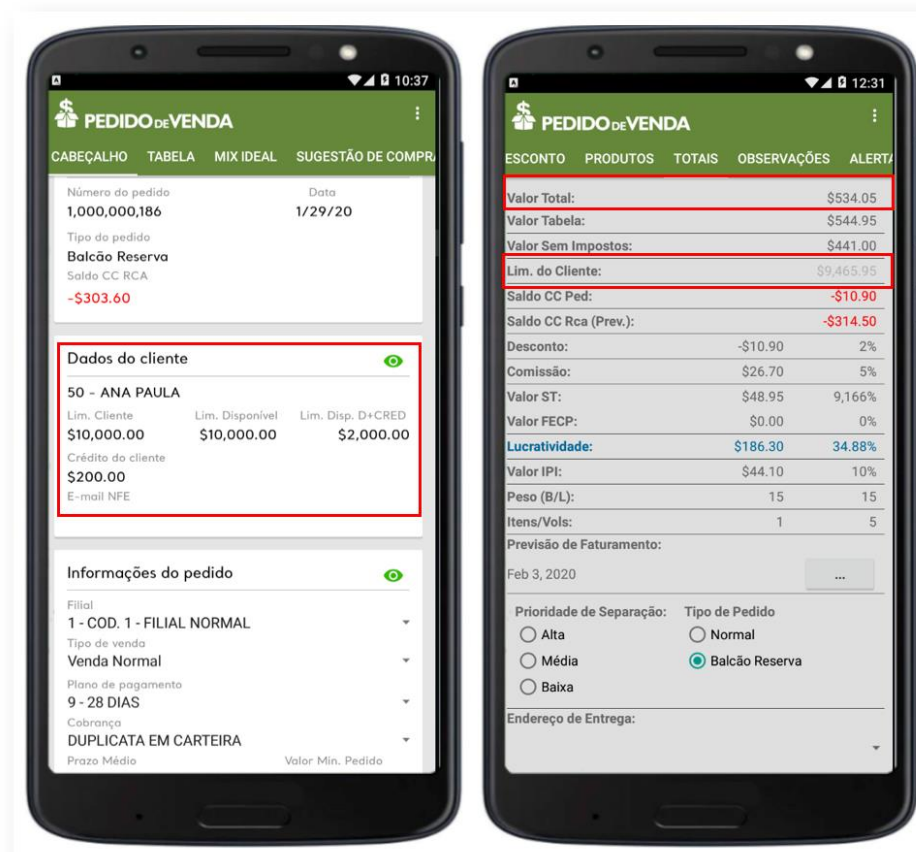 10:37
PEDIDO DE VENDA
CABEÇALHO TABELA MIX IDEAL SUGESTÃO DE COMPR
Número do pedido Data
1,000,000,186 1/29/20
Tipo do pedido
Balcão Reserva
Saldo CC RCA
-$303.60
Dados do cliente
50 - ANA PAULA
Lim. Cliente Lim. Disponível Lim. Disp. D+CRED
$10,000.00 $10,000.00 $2,000.00
Crédito do cliente
$200.00
E-mail NFE
Informações do pedido
Filial
1 - COD. 1 - FILIAL NORMAL
Tipo de venda
Venda Normal
Plano de pagamento
9 - 28 DIAS
Cobrança
DUPLICATA EM CARTEIRA
Prazo Médio Valor Min. Pedido
12:31
PEDIDO DE VENDA
ESCONTO PRODUTOS TOTAIS OBSERVAÇÕES ALERTA
Valor Total: $534.05
Valor Tabela: $544.95
Valor Sem Impostos: $441.00
Lim. do Cliente: $9,465.95
Saldo CC Ped: -$10.90
Saldo CC Rca (Prev.): -$314.50
Desconto: -$10.90 2%
Comissão: $26.70 5%
Valor ST: $48.95 9,166%
Valor FECP: $0.00 0%
Lucratividade: $186.30 34.88%
Valor IPI: $44.10 10%
Peso (B/L): 15 15
Itens/Vols: 1 5
Previsão de Faturamento:
Feb 3, 2020 ...
Prioridade de Separação: Tipo de Pedido
Alta Normal
Média Balcão Reserva
Baixa
Endereço de Entrega: